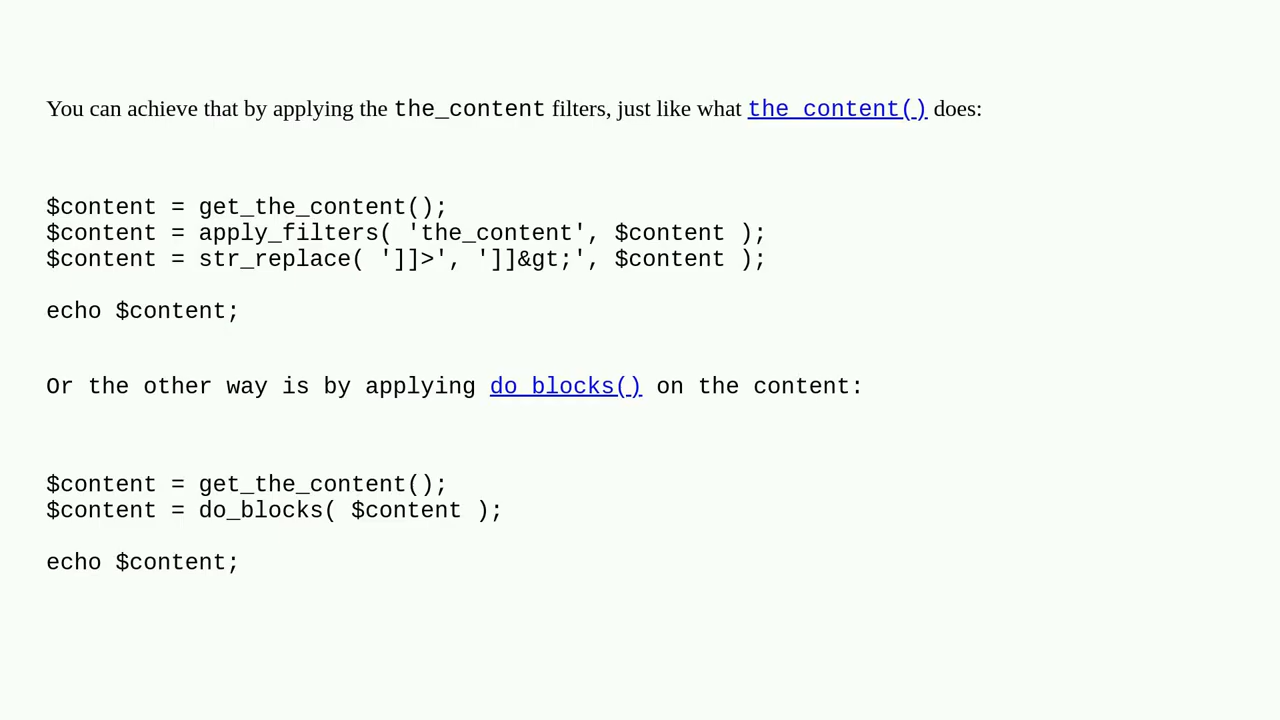 You can achieve that by applying the the_content filters, just like what the_content() does:
$content = get_the_content();
$content = apply_filters( 'the_content', $content );
$content = str_replace( ']]>', ']]&gt;', $content );
echo $content;
Or the other way is by applying do_blocks() on the content:
$content = get_the_content();
$content = do_blocks( $content );
echo $content;